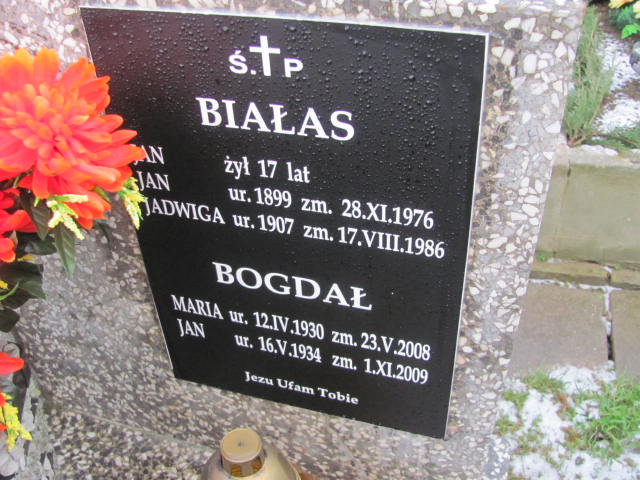 Ś. P
BIAŁAS
żył 17 lat
JAN ur. 1899 zm. 28.XI.1976
JADWIGA ur. 1907 zm. 17.VIII.1986
BOGDAŁ
MARIA ur. 12.IV.1930 zm. 23.V.2008
JAN ur. 16.V.1934 zm. 1.XI.2009
Jezu Ufam Tobie